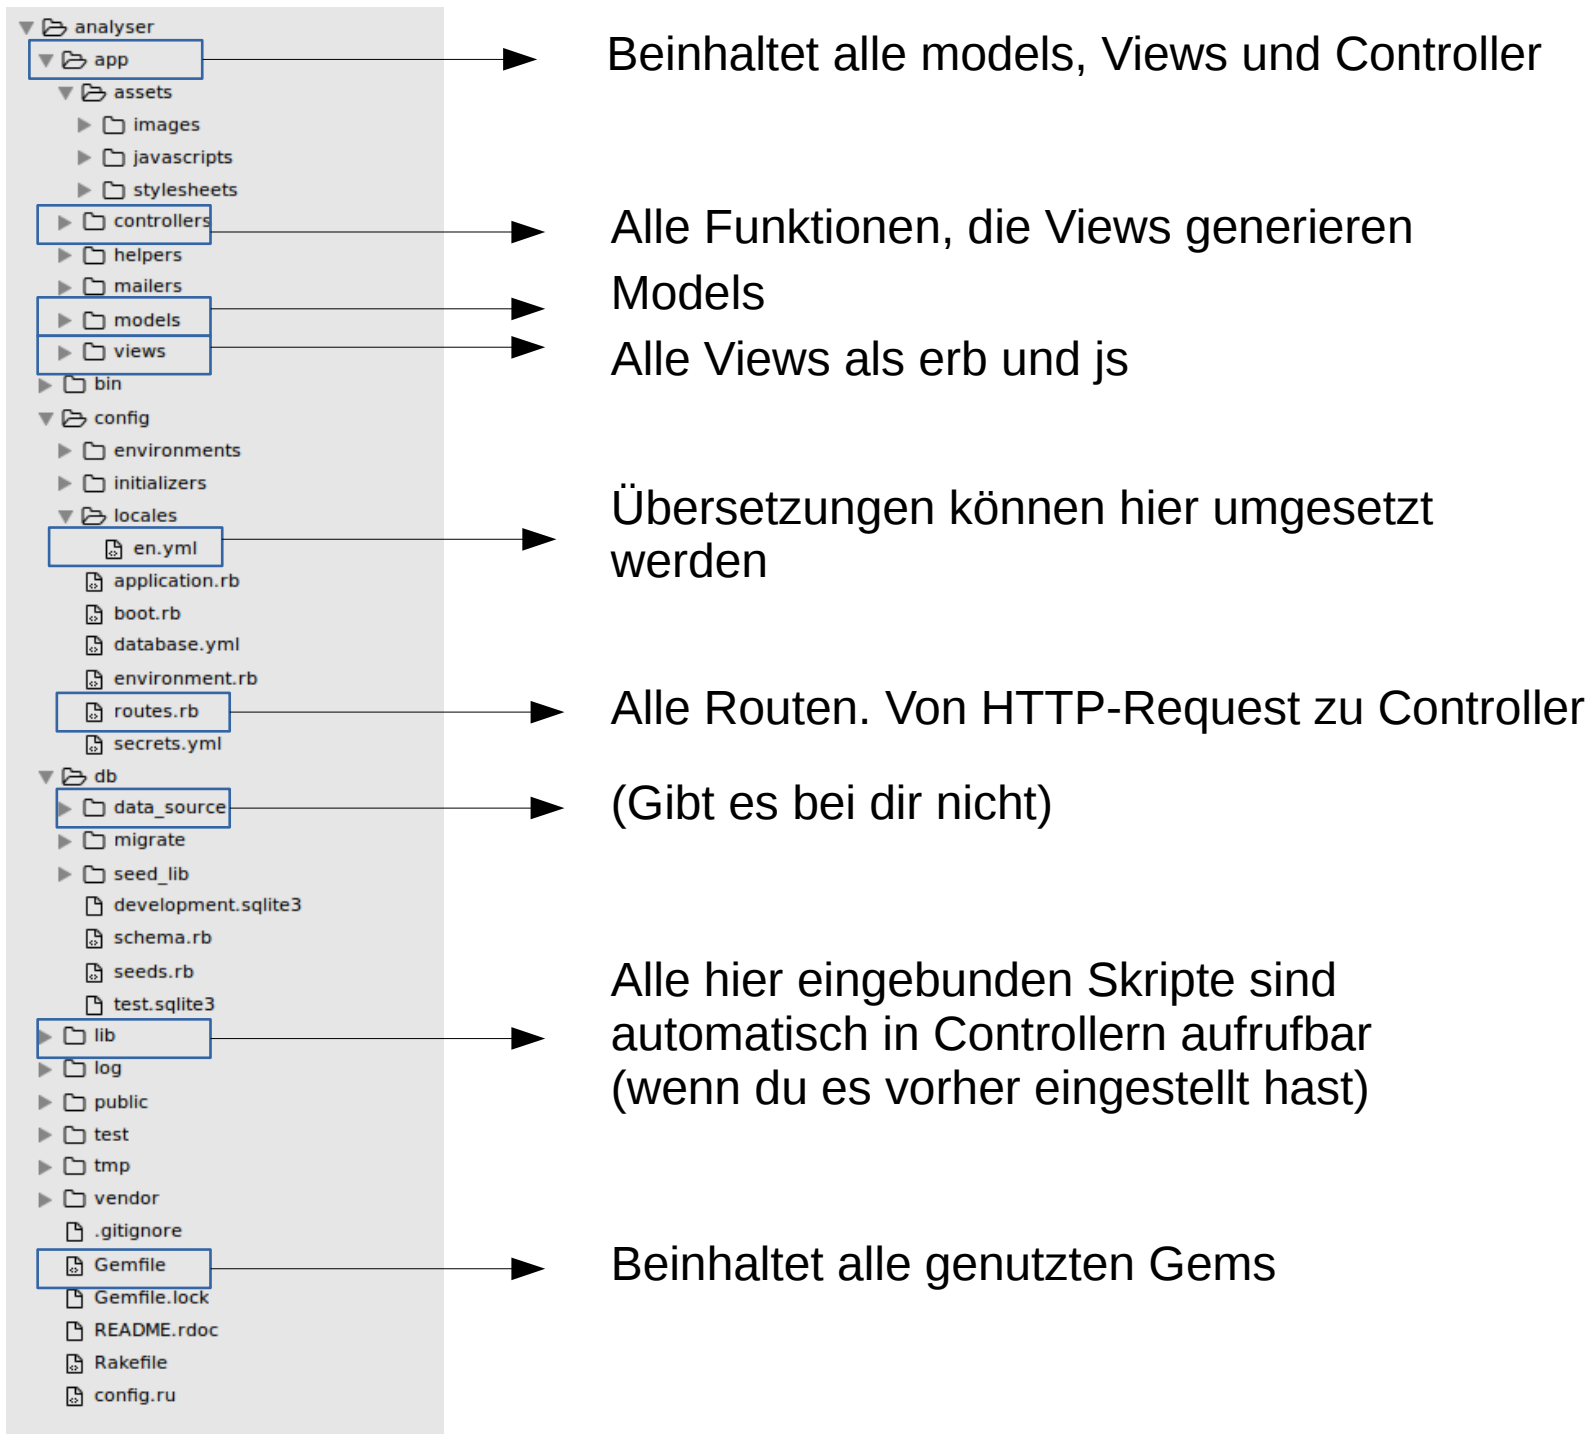 analyser
app
Beinhaltet alle models, Views und Controller
assets
images
javascripts
stylesheets
controllers
Alle Funktionen, die Views generieren
helpers
mailers
Models
models
views
Alle Views als erb und js
bin
config
environments
initializers
locales
Übersetzungen können hier umgesetzt
werden
en.yml
application.rb
boot.rb
database.yml
environment.rb
routes.rb
Alle Routen. Von HTTP-Request zu Controller
secrets.yml
db
data_source
(Gibt es bei dir nicht)
migrate
seed_lib
development.sqlite3
schema.rb
seeds.rb
test.sqlite3
lib
Alle hier eingebunden Skripte sind
automatisch in Controllern aufrufbar
(wenn du es vorher eingestellt hast)
log
public
test
tmp
vendor
.gitignore
Gemfile
Beinhaltet alle genutzten Gems
Gemfile.lock
README.rdoc
Rakefile
config.ru